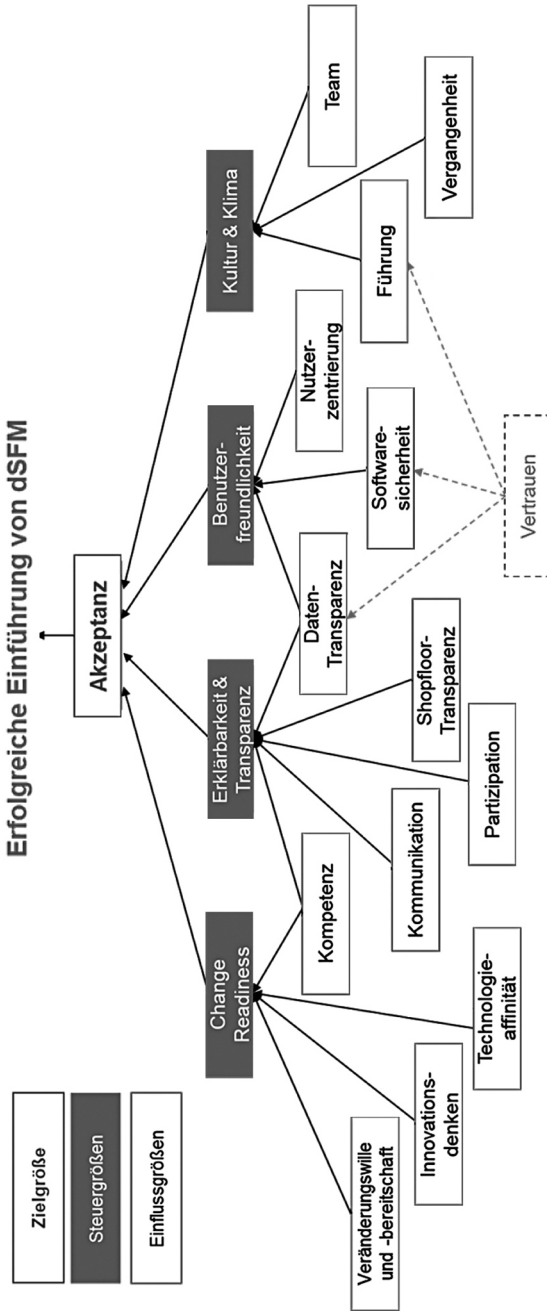 Erfolgreiche Einführung von dSFM
Zielgröße
Steuergrößen
Einflussgrößen
Akzeptanz
Change
Readiness
Erklärbarkeit &
Transparenz
Benutzer-
freundlichkeit
Kultur & Klima
Veränderungswille
und -bereitschaft
Innovations-
denken
Technologie-
affinität
Kompetenz
Kommunikation
Partizipation
Shopfloor-
Transparenz
Daten-
Transparenz
Software-
sicherheit
Nutzer-
zentrierung
Führung
Vergangenheit
Team
Vertrauen